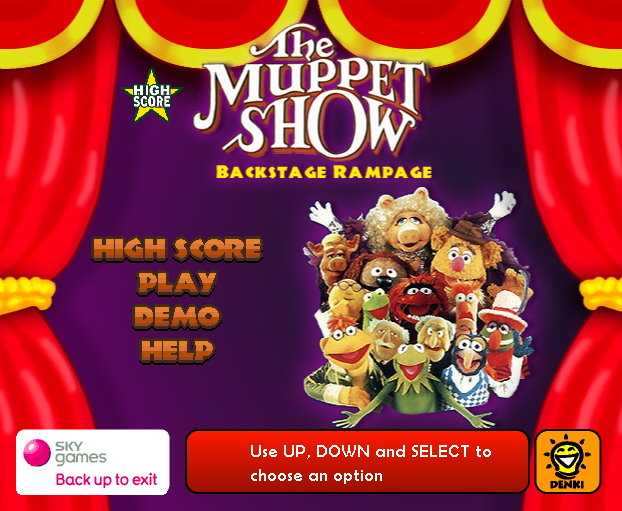 The
MUPPET
SHOW
BACKSTAGE RAMPAGE
HIGH
SCORE
HIGH SCORE
PLAY
DEMO
HELP
sky
games
Back up to exit
Use UP, DOWN and SELECT to
choose an option
DENKI